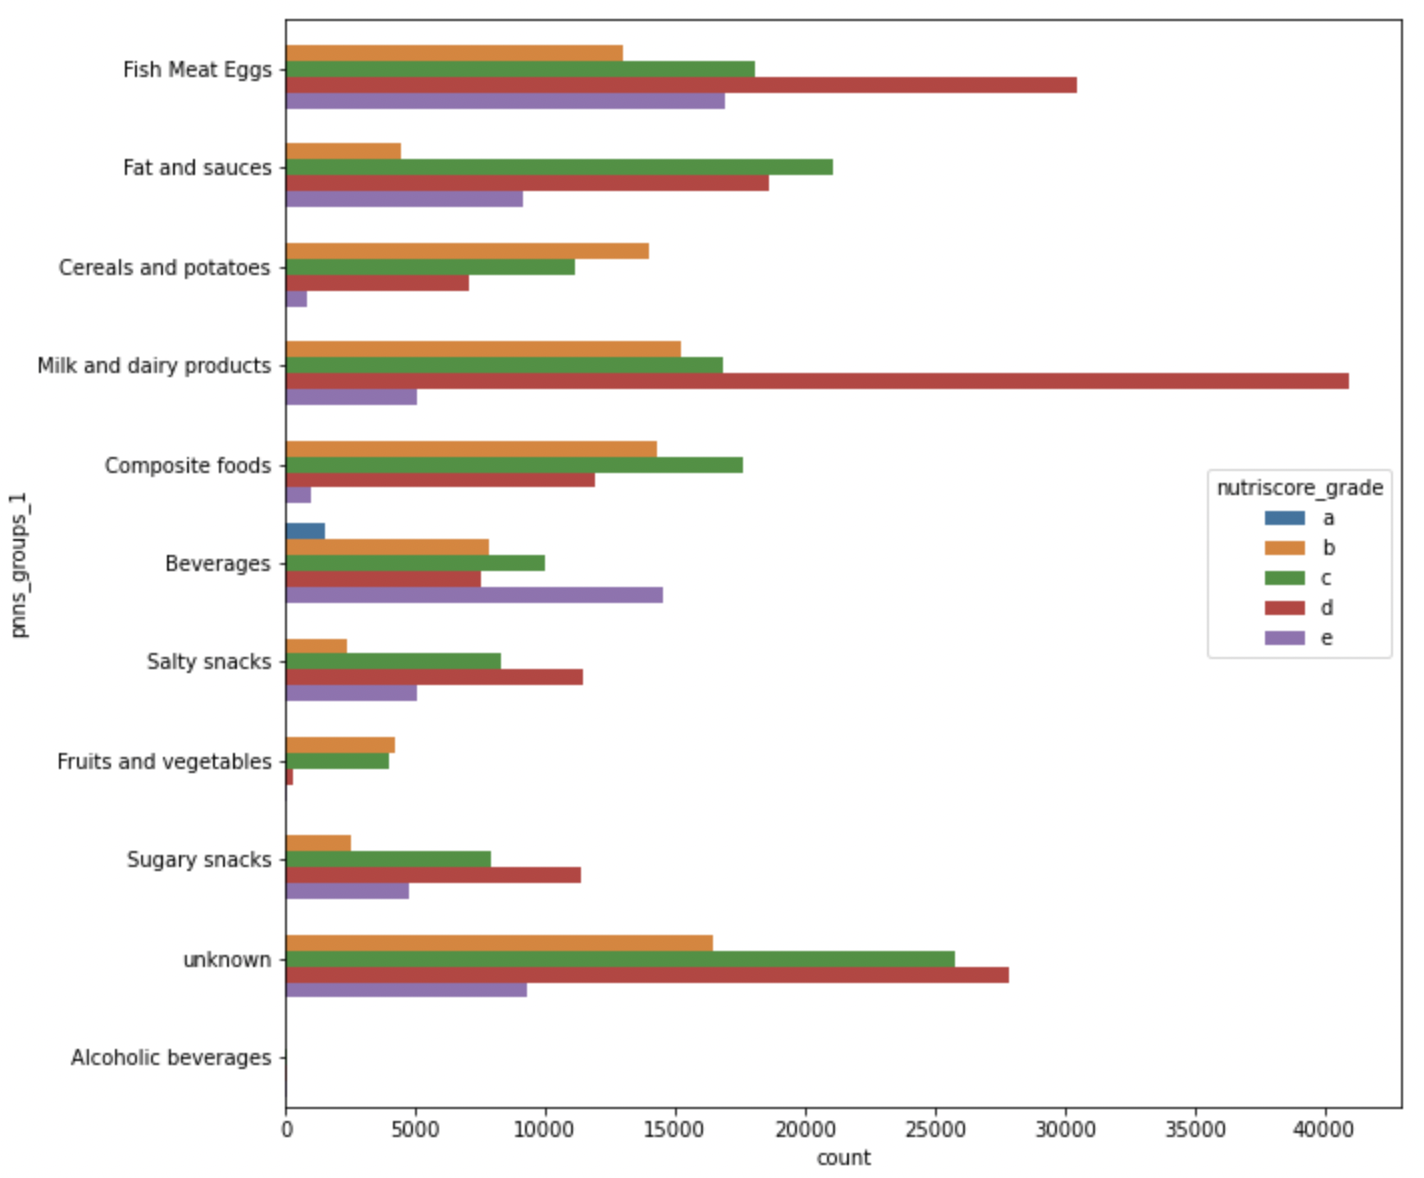 Fish Meat Eggs
Fat and sauces
Cereals and potatoes
Milk and dairy products
Composite foods
Beverages
Salty snacks
Fruits and vegetables
Sugary snacks
unknown
Alcoholic beverages
pnns_groups_1
nutriscore_grade
a
b
c
d
e
0 5000 10000 15000 20000 25000 30000 35000 40000
count